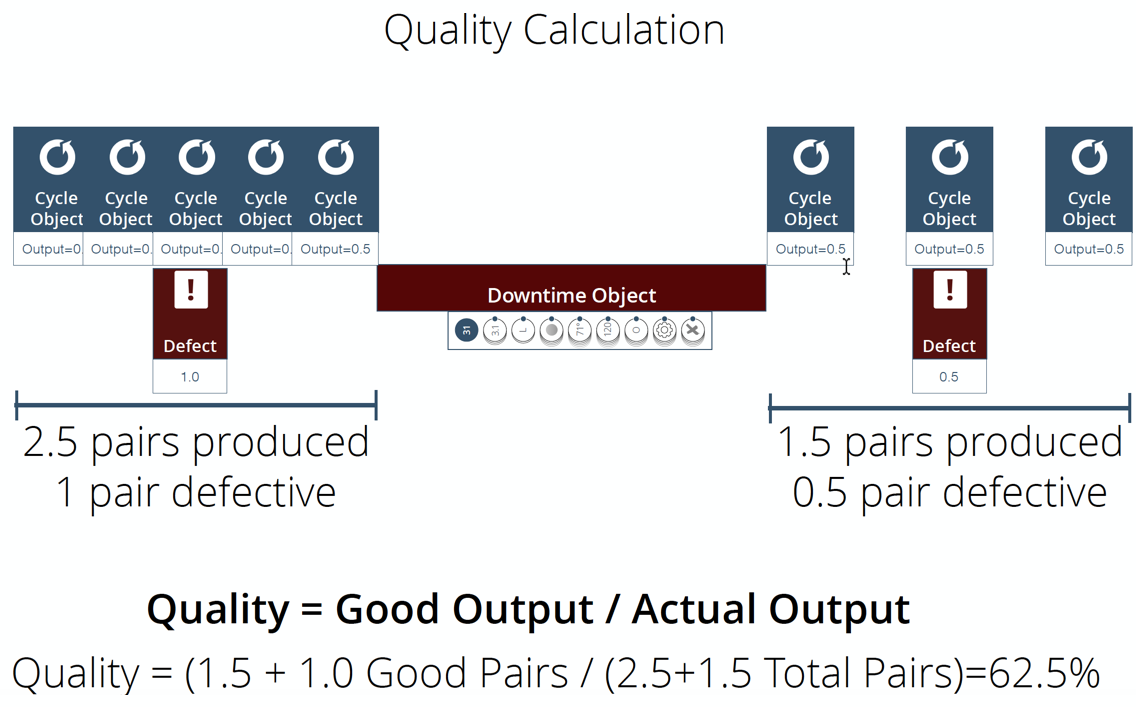 Quality Calculation
Cycle Object
Cycle Object
Cycle Object
Cycle Object
Cycle Object
Cycle Object
Cycle Object
Cycle Object
Output=0.
Output=0.
Output=0.
Output=0.
Output=0.5
Output=0.5
Output=0.5
Output=0.5
!
Defect
1.0
Downtime Object
31
3.1
L
71°
120
O
!
Defect
0.5
2.5 pairs produced
1 pair defective
1.5 pairs produced
0.5 pair defective
Quality = Good Output / Actual Output
Quality = (1.5 + 1.0 Good Pairs / (2.5+1.5 Total Pairs)=62.5%